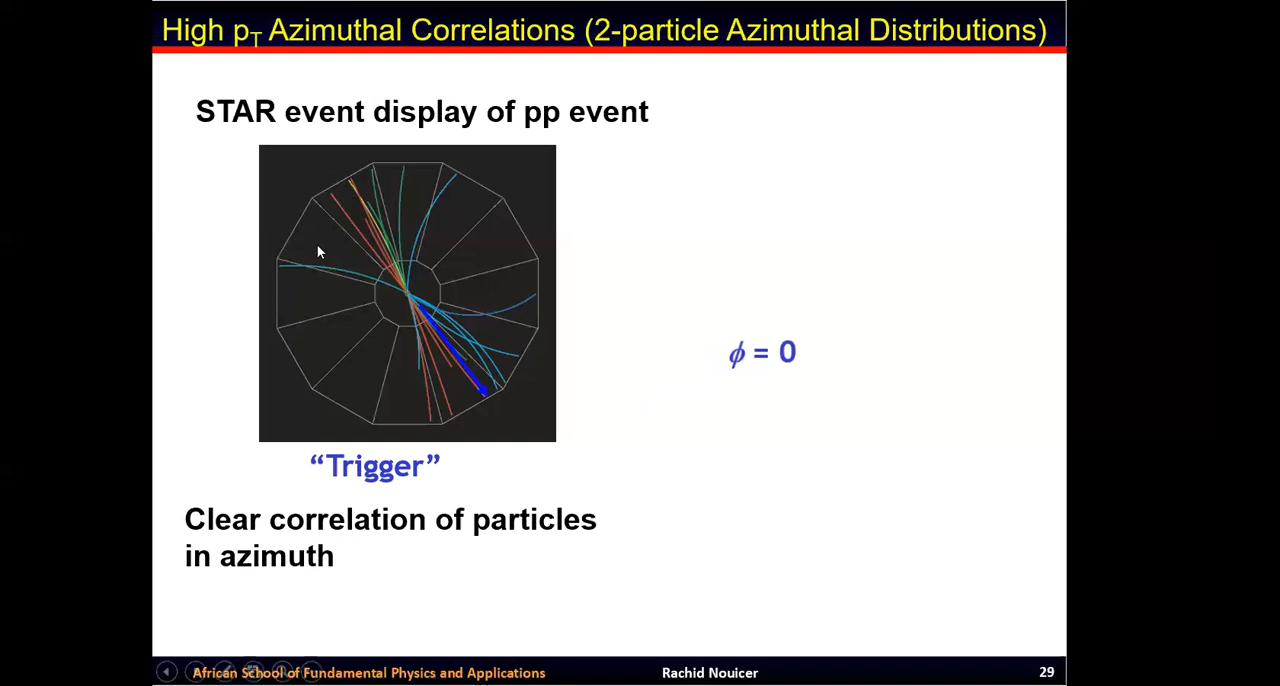 High pT Azimuthal Correlations (2-particle Azimuthal Distributions)
STAR event display of pp event
ϕ = 0
“Trigger”
Clear correlation of particles
in azimuth
African School of Fundamental Physics and Applications
Rachid Nouicer
29